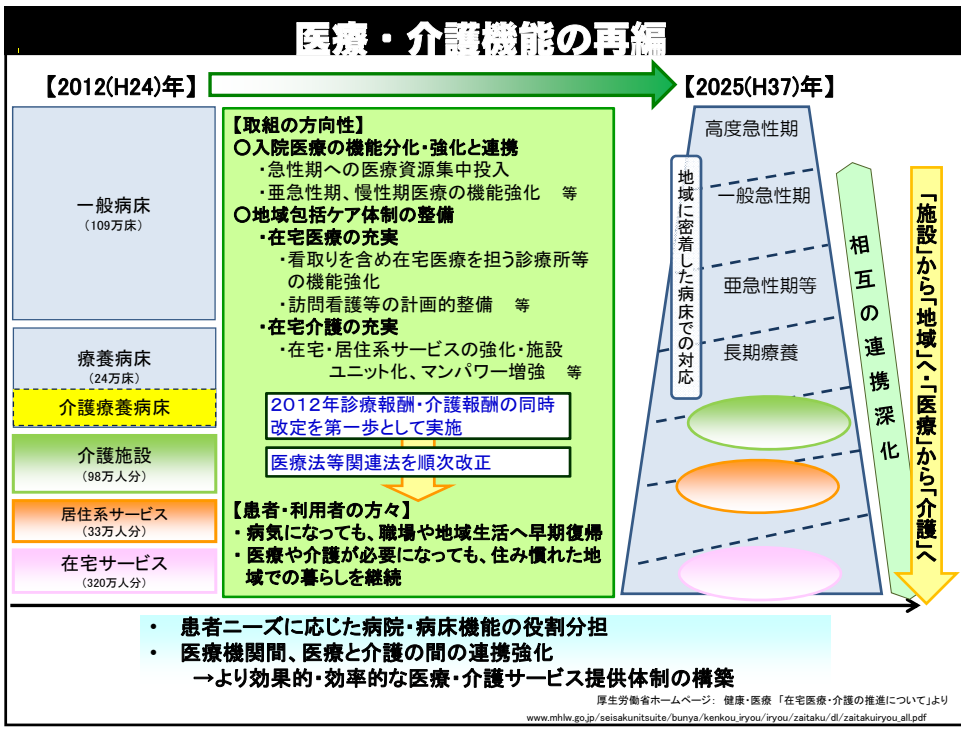 医療・介護機能の再編
【2012(H24)年】
【2025(H37)年】
一般病床
(109万床)
療養病床
(24万床)
介護療養病床
介護施設
(98万人分)
居住系サービス
(33万人分)
在宅サービス
(320万人分)
【取組の方向性】
○入院医療の機能分化・強化と連携
・急性期への医療資源集中投入
・亜急性期、慢性期医療の機能強化 等
○地域包括ケア体制の整備
・在宅医療の充実
・看取りを含め在宅医療を担う診療所等
の機能強化
・訪問看護等の計画的整備 等
・在宅介護の充実
・在宅・居住系サービスの強化・施設
ユニット化、マンパワー増強 等
2012年診療報酬・介護報酬の同時
改定を第一歩として実施
医療法等関連法を順次改正
【患者・利用者の方々】
・病気になっても、職場や地域生活へ早期復帰
・医療や介護が必要になっても、住み慣れた地
域での暮らしを継続
高度急性期
一般急性期
亜急性期等
長期療養
地域に密着した病床での対応
相互の連携深化
「施設」から「地域」へ・「医療」から「介護」へ
・ 患者ニーズに応じた病院・病床機能の役割分担
・ 医療機関間、医療と介護の間の連携強化
→より効果的・効率的な医療・介護サービス提供体制の構築
厚生労働省ホームページ: 健康・医療 「在宅医療・介護の推進について」より
www.mhlw.go.jp/seisakunitsuite/bunya/kenkou_iryou/iryou/zaitaku/dl/zaitakuiryou_all.pdf